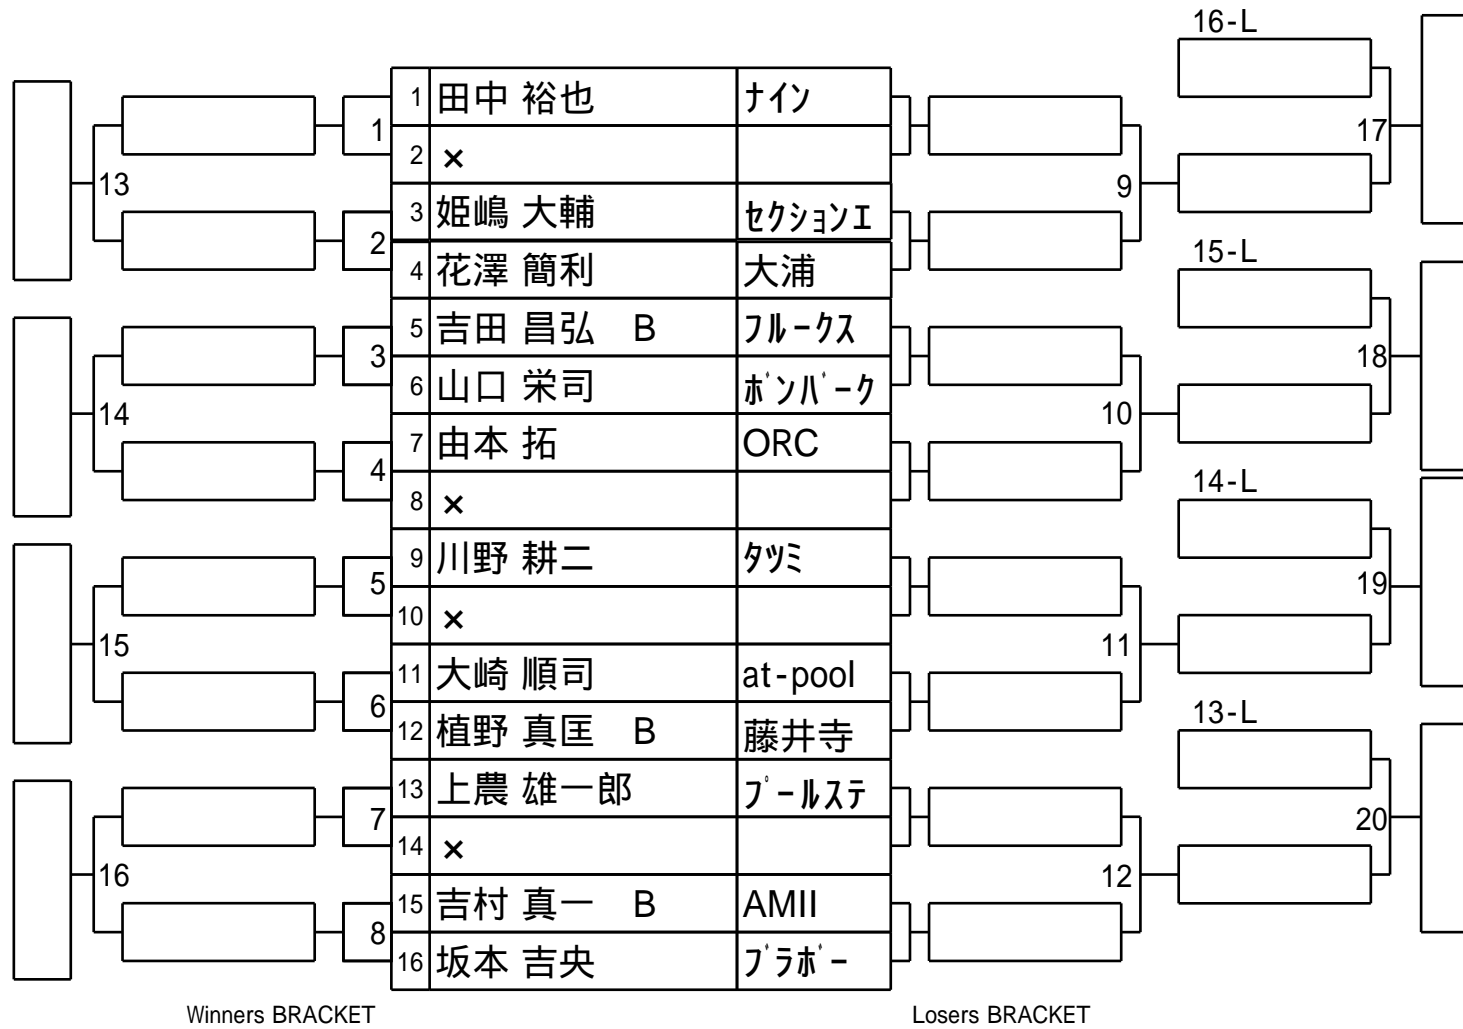 16-L
1 田中 裕也 ナイン
1
17
2 ×
13
9
3 姫嶋 大輔 セクションエ
2
15-L
4 花澤 簡利 大浦
5 吉田 昌弘 B フルークス
3
18
6 山口 栄司 ボンバーク
14
10
7 由本 拓 ORC
4
14-L
8 ×
9 川野 耕二 タツミ
5
19
10 ×
15
11
11 大崎 順司 at-pool
6
13-L
12 植野 真匡 B 藤井寺
13 上農 雄一郎 プールステ
7
20
14 ×
16
12
15 吉村 真一 B AMII
8
16 坂本 吉央 ブラボー
Winners BRACKET
Losers BRACKET